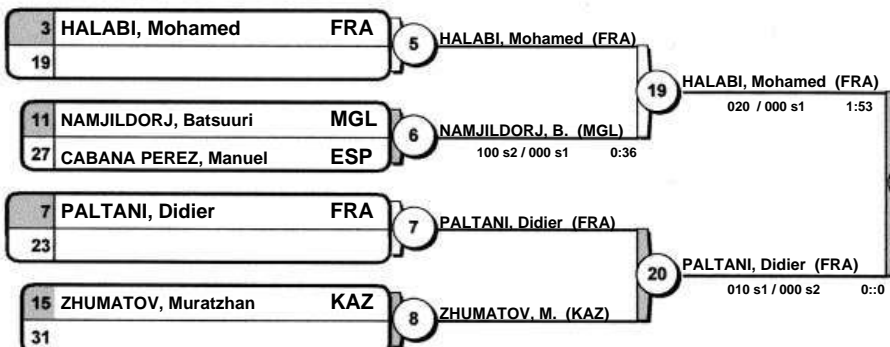 3 HALABI, Mohamed FRA
19
5
HALABI, Mohamed (FRA)
11 NAMJILDORJ, Batsuuri MGL
27 CABANA PEREZ, Manuel ESP
6
NAMJILDORJ, B. (MGL)
100 s2 / 000 s1 0:36
19
HALABI, Mohamed (FRA)
020 / 000 s1 1:53
7 PALTANI, Didier FRA
23
7
PALTANI, Didier (FRA)
15 ZHUMATOV, Muratzhan KAZ
31
8
ZHUMATOV, M. (KAZ)
20
PALTANI, Didier (FRA)
010 s1 / 000 s2 0::0